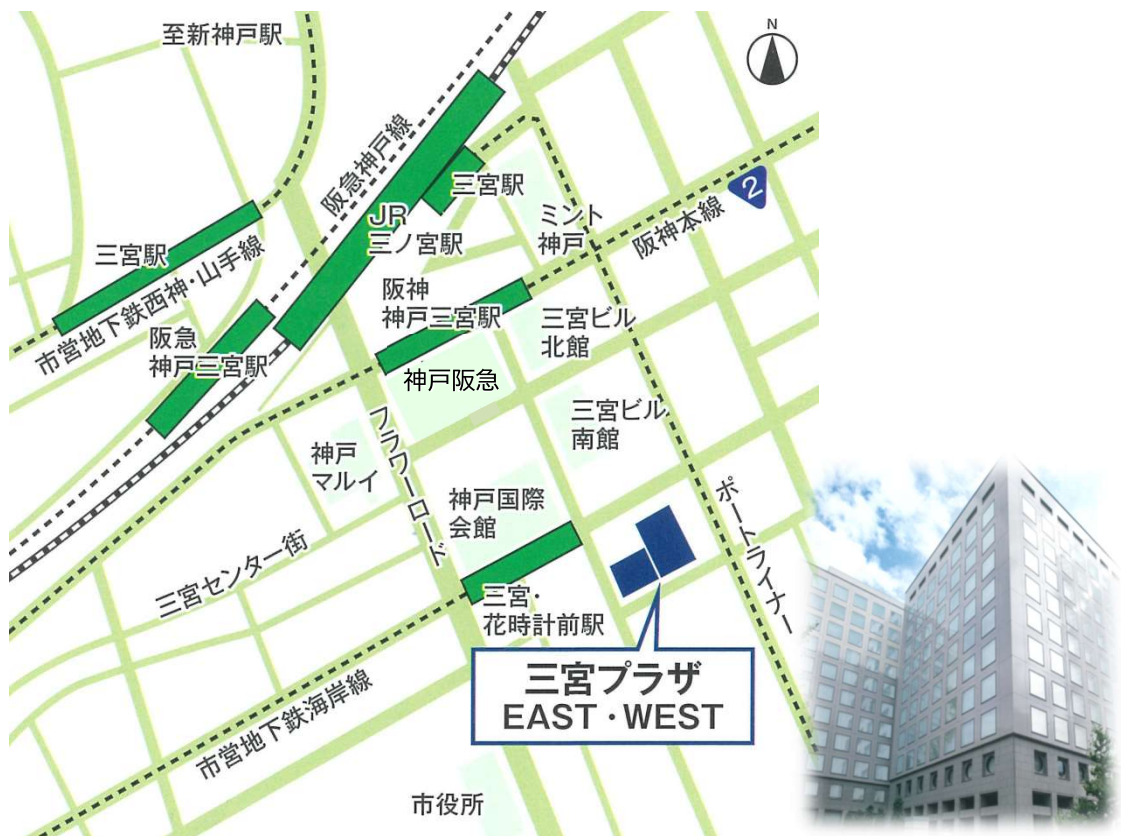 至新神戸駅
N
阪急神戸線
三宮駅
JR
三ノ宮駅
ミント
神戸
2
阪神本線
三宮駅
市営地下鉄西神・山手線
阪神
神戸三宮駅
三宮ビル
北館
阪急
神戸三宮駅
神戸阪急
三宮ビル
南館
フラワーロード
神戸
マルイ
神戸国際
会館
ポートライナー
三宮センター街
三宮・
花時計前駅
三宮プラザ
EAST・WEST
市営地下鉄海岸線
市役所